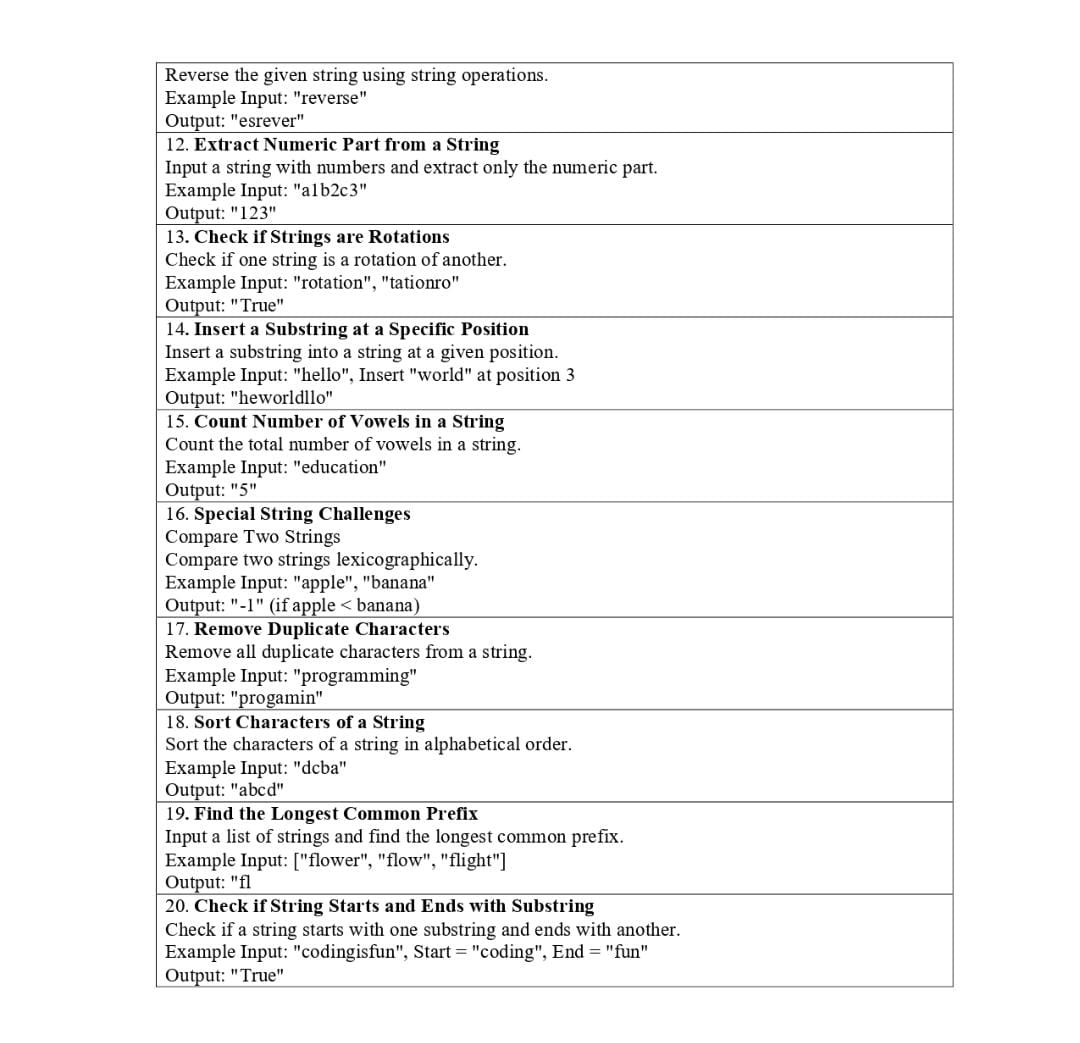 Reverse the given string using string operations.
Example Input: "reverse"
Output: "esrever"
12. Extract Numeric Part from a String
Input a string with numbers and extract only the numeric part.
Example Input: "a1b2c3"
Output: "123"
13. Check if Strings are Rotations
Check if one string is a rotation of another.
Example Input: "rotation", "tationro"
Output: "True"
14. Insert a Substring at a Specific Position
Insert a substring into a string at a given position.
Example Input: "hello", Insert "world" at position 3
Output: "heworldllo"
15. Count Number of Vowels in a String
Count the total number of vowels in a string.
Example Input: "education"
Output: "5"
16. Special String Challenges
Compare Two Strings
Compare two strings lexicographically.
Example Input: "apple", "banana"
Output: "-1" (if apple < banana)
17. Remove Duplicate Characters
Remove all duplicate characters from a string.
Example Input: "programming"
Output: "progamin"
18. Sort Characters of a String
Sort the characters of a string in alphabetical order.
Example Input: "dcba"
Output: "abcd"
19. Find the Longest Common Prefix
Input a list of strings and find the longest common prefix.
Example Input: ["flower", "flow", "flight"]
Output: "fl
20. Check if String Starts and Ends with Substring
Check if a string starts with one substring and ends with another.
Example Input: "codingisfun", Start = "coding", End = "fun"
Output: "True"